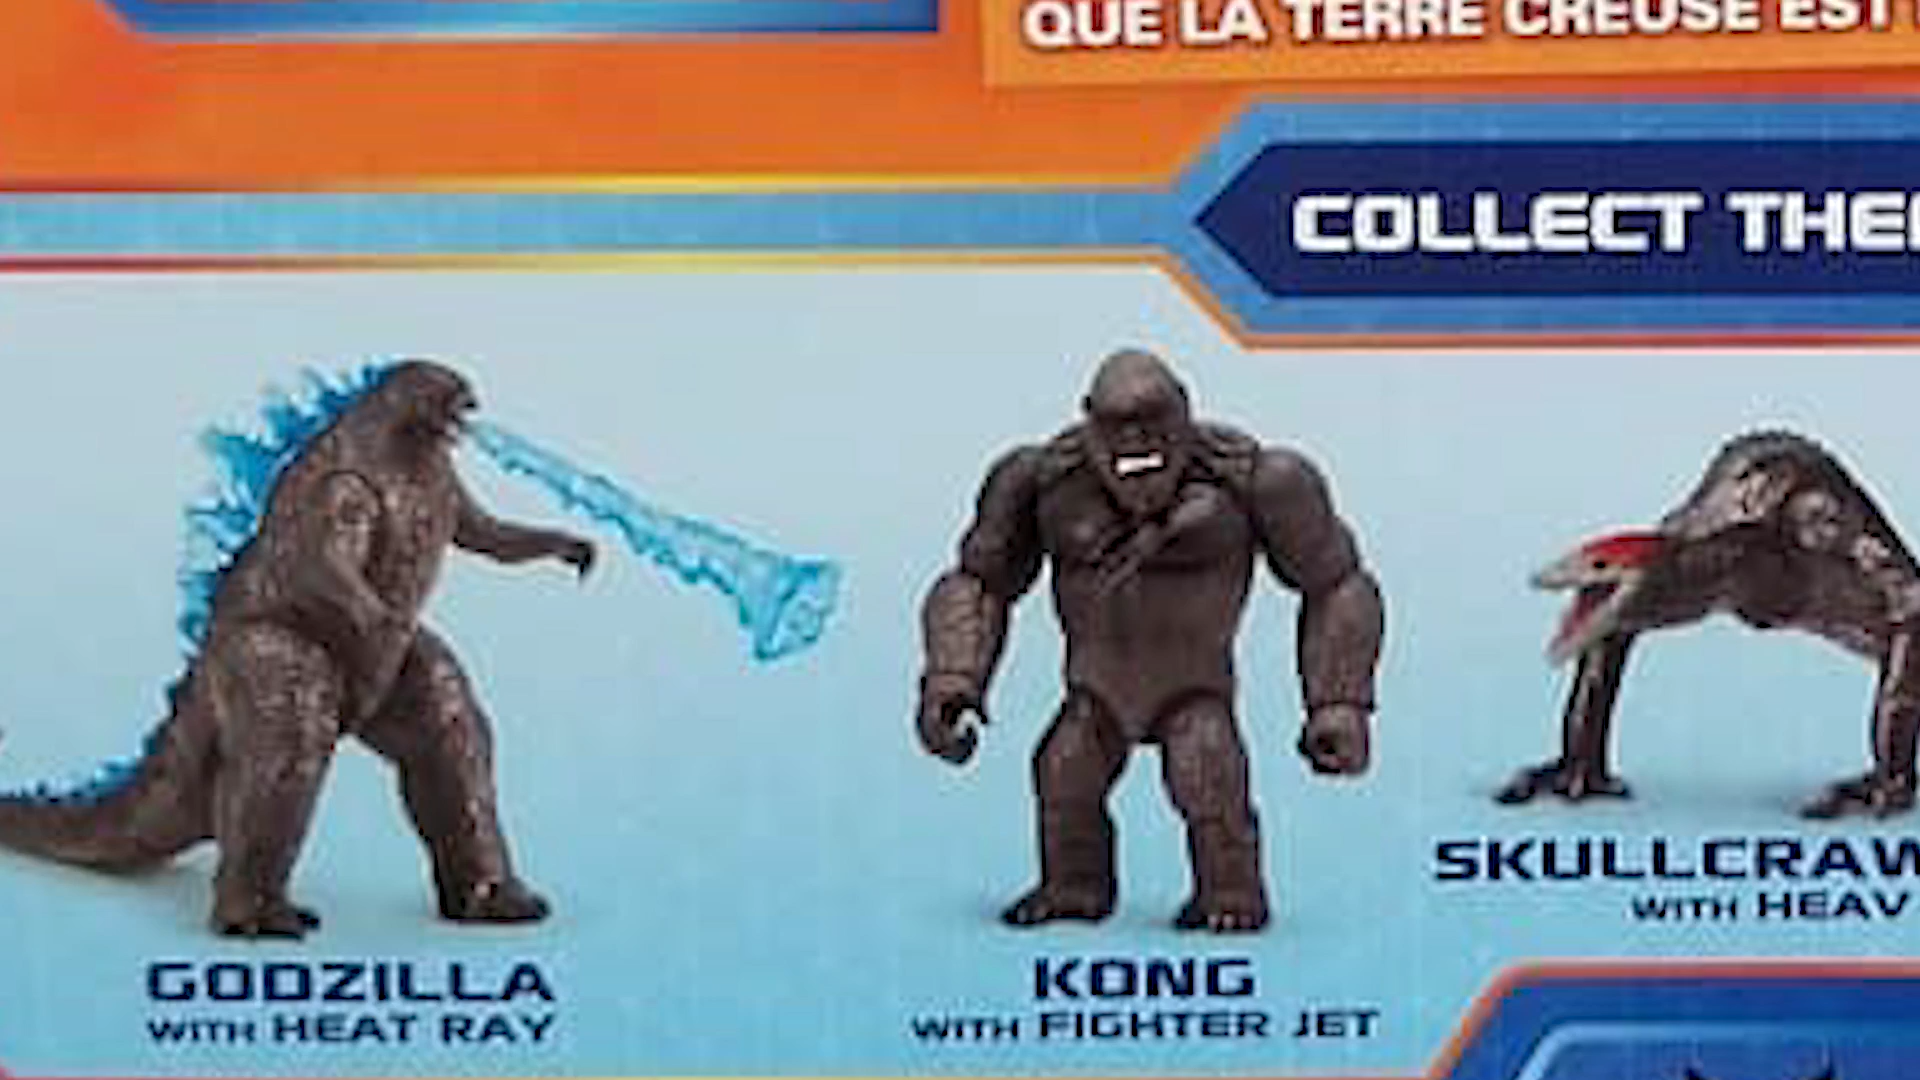 QUE LA TERRE CREUSE EST
COLLECT THE
GODZILLA
WITH HEAT RAY
KONG
WITH FIGHTER JET
SKULLCRAW
WITH HEAV